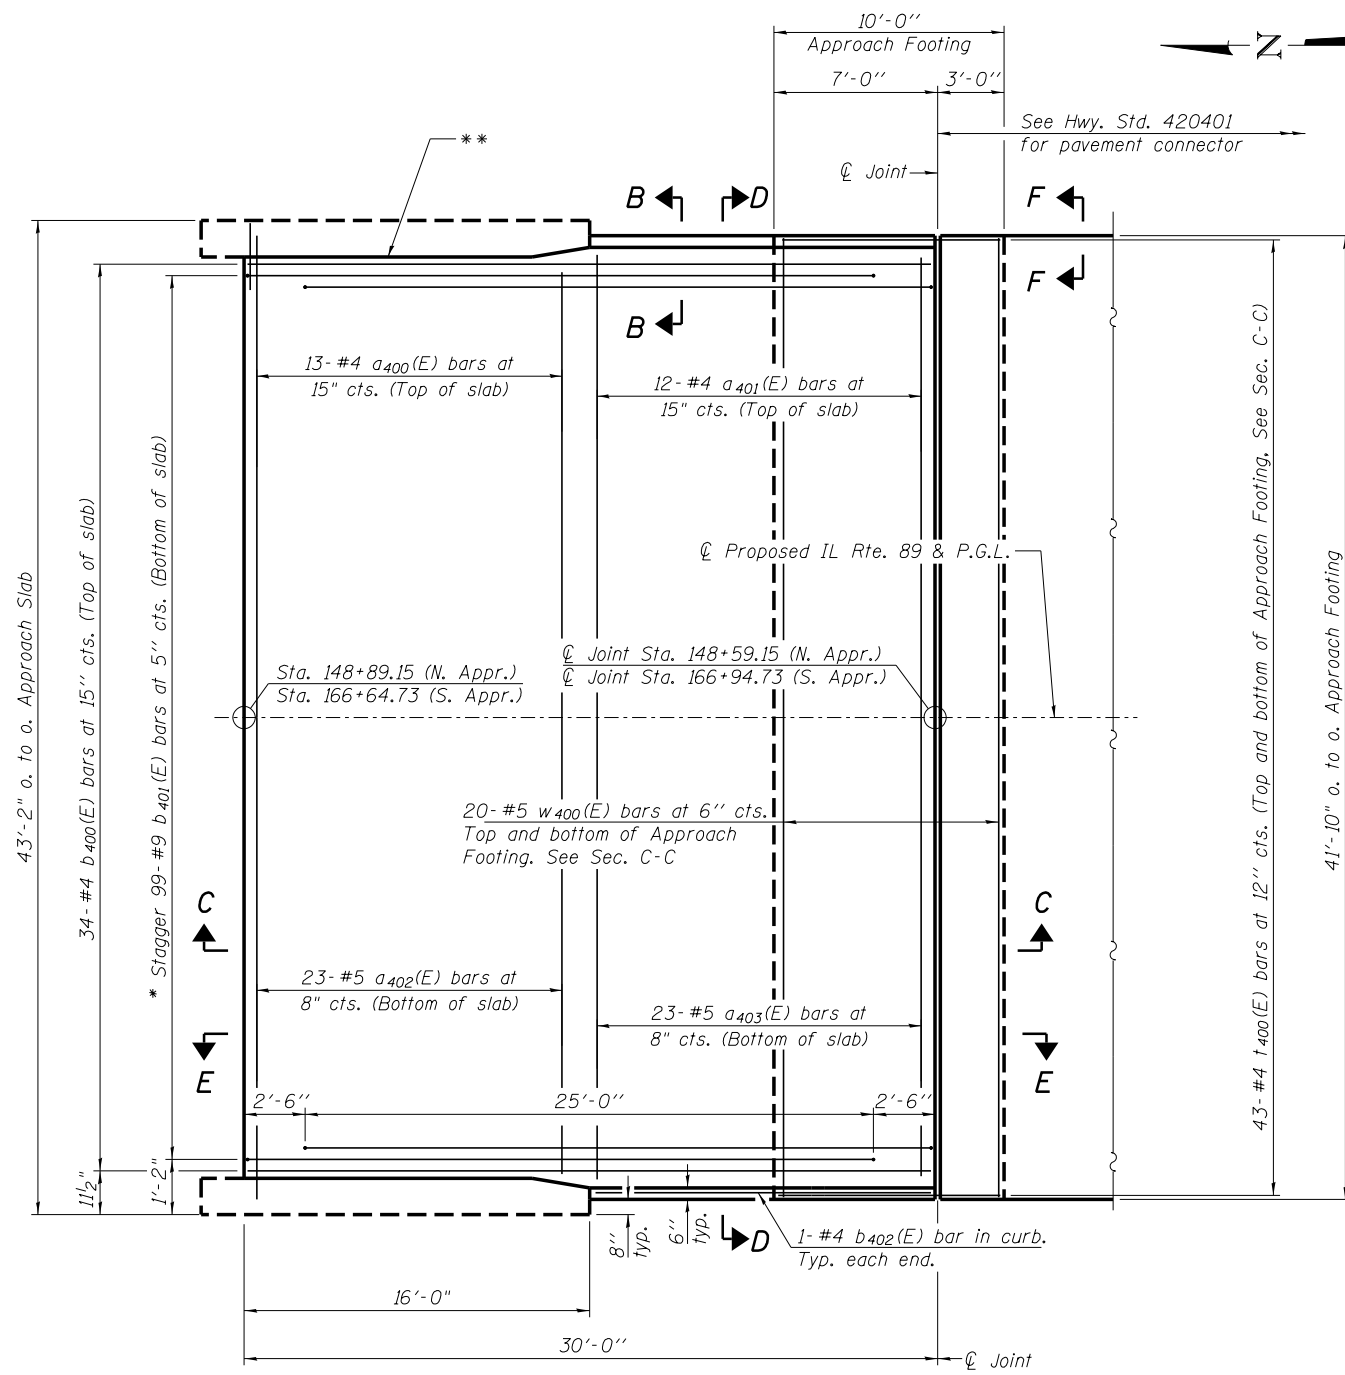 10'-0''
Approach Footing
7'-0''
3'-0''
N
See Hwy. Std. 420401
for pavement connector
℄ Joint
**
B
D
F
B
F
13-#4 a400(E) bars at
15" cts. (Top of slab)
12-#4 a401(E) bars at
15" cts. (Top of slab)
℄ Proposed IL Rte. 89 & P.G.L.
Sta. 148+89.15 (N. Appr.)
Sta. 166+64.73 (S. Appr.)
℄ Joint Sta. 148+59.15 (N. Appr.)
℄ Joint Sta. 166+94.73 (S. Appr.)
43'-2" o. to o. Approach Slab
34-#4 b400(E) bars at 15'' cts. (Top of slab)
* Stagger 99-#9 b401(E) bars at 5'' cts. (Bottom of slab)
43-#4 t400(E) bars at 12'' cts. (Top and bottom of Approach Footing. See Sec. C-C)
41'-10" o. to o. Approach Footing
20-#5 w400(E) bars at 6'' cts.
Top and bottom of Approach
Footing. See Sec. C-C
C
C
23-#5 a402(E) bars at
8" cts. (Bottom of slab)
23-#5 a403(E) bars at
8" cts. (Bottom of slab)
E
E
2'-6''
25'-0''
2'-6''
11½"
1'-2"
8''
typ.
6''
typ.
D
1-#4 b402(E) bar in curb.
Typ. each end.
16'-0"
30'-0''
℄ Joint